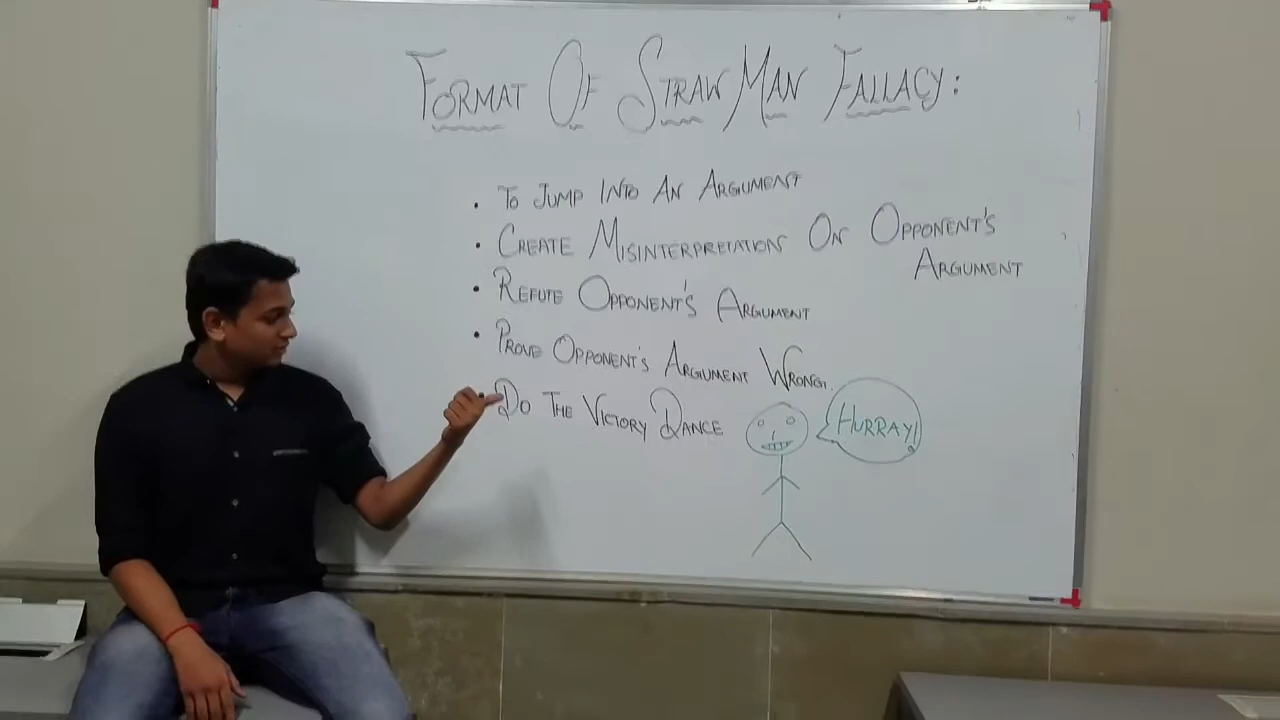 FORMAT OF STRAW MAN FALLACY:
• TO JUMP INTO AN ARGUMENT
• CREATE MISINTERPRETATION ON OPPONENT'S
ARGUMENT
• REFUTE OPPONENT'S ARGUMENT
• PROVE OPPONENT'S ARGUMENT WRONG.
• DO THE VICTORY DANCE
HURRAY!